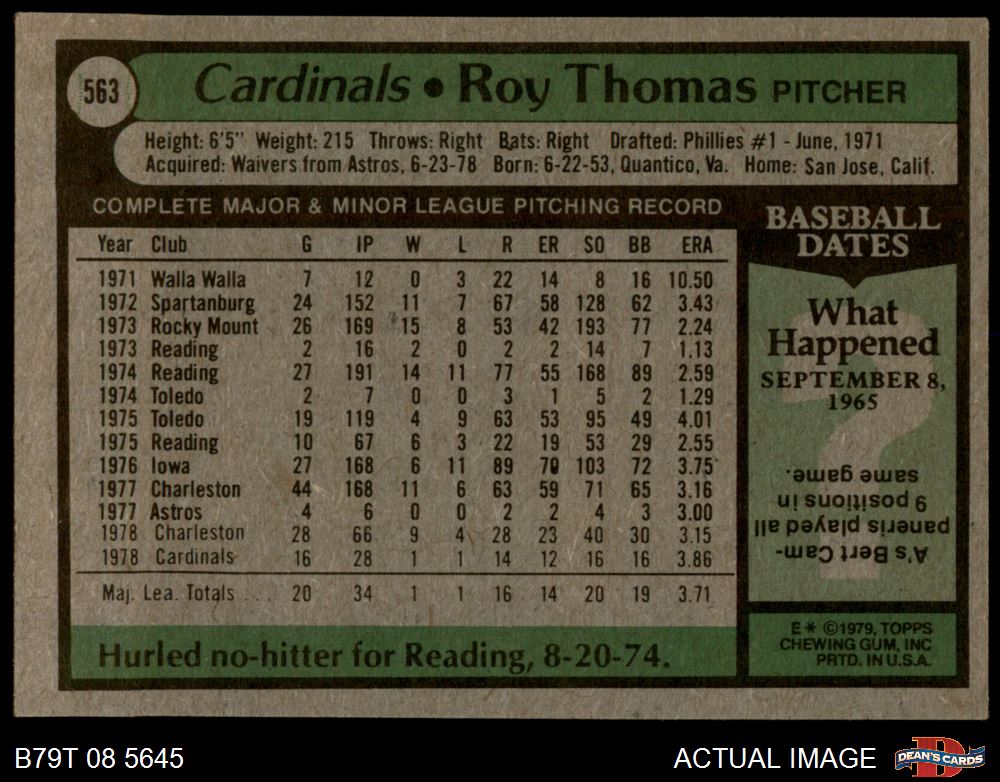 563
Cardinals • Roy Thomas PITCHER
Height: 6'5" Weight: 215 Throws: Right Bats: Right Drafted: Phillies #1 - June, 1971
Acquired: Waivers from Astros, 6-23-78 Born: 6-22-53, Quantico, Va. Home: San Jose, Calif.
COMPLETE MAJOR & MINOR LEAGUE PITCHING RECORD
Year Club G IP W L R ER SO BB ERA
1971 Walla Walla 7 12 0 3 22 14 8 16 10.50
1972 Spartanburg 24 152 11 7 67 58 128 62 3.43
1973 Rocky Mount 26 169 15 8 53 42 193 77 2.24
1973 Reading 2 16 2 0 2 2 14 7 1.13
1974 Reading 27 191 14 11 77 55 168 89 2.59
1974 Toledo 2 7 0 0 3 1 5 2 1.29
1975 Toledo 19 119 4 9 63 53 95 49 4.01
1975 Reading 10 67 6 3 22 19 53 29 2.55
1976 Iowa 27 168 6 11 89 70 103 72 3.75
1977 Charleston 44 168 11 6 63 59 71 65 3.16
1977 Astros 4 6 0 0 2 2 4 3 3.00
1978 Charleston 28 66 9 4 28 23 40 30 3.15
1978 Cardinals 16 28 1 1 14 12 16 16 3.86
Maj. Lea. Totals ... 20 34 1 1 16 14 20 19 3.71
Hurled no-hitter for Reading, 8-20-74.
BASEBALL
DATES
What
Happened
SEPTEMBER 8,
1965
?
A's Bert Cam-
paneris played all
9 positions in
same game.
E* ©1979, TOPPS
CHEWING GUM, INC
PRTD. IN U.S.A.
B79T 08 5645
ACTUAL IMAGE
D
DEAN'S CARDS